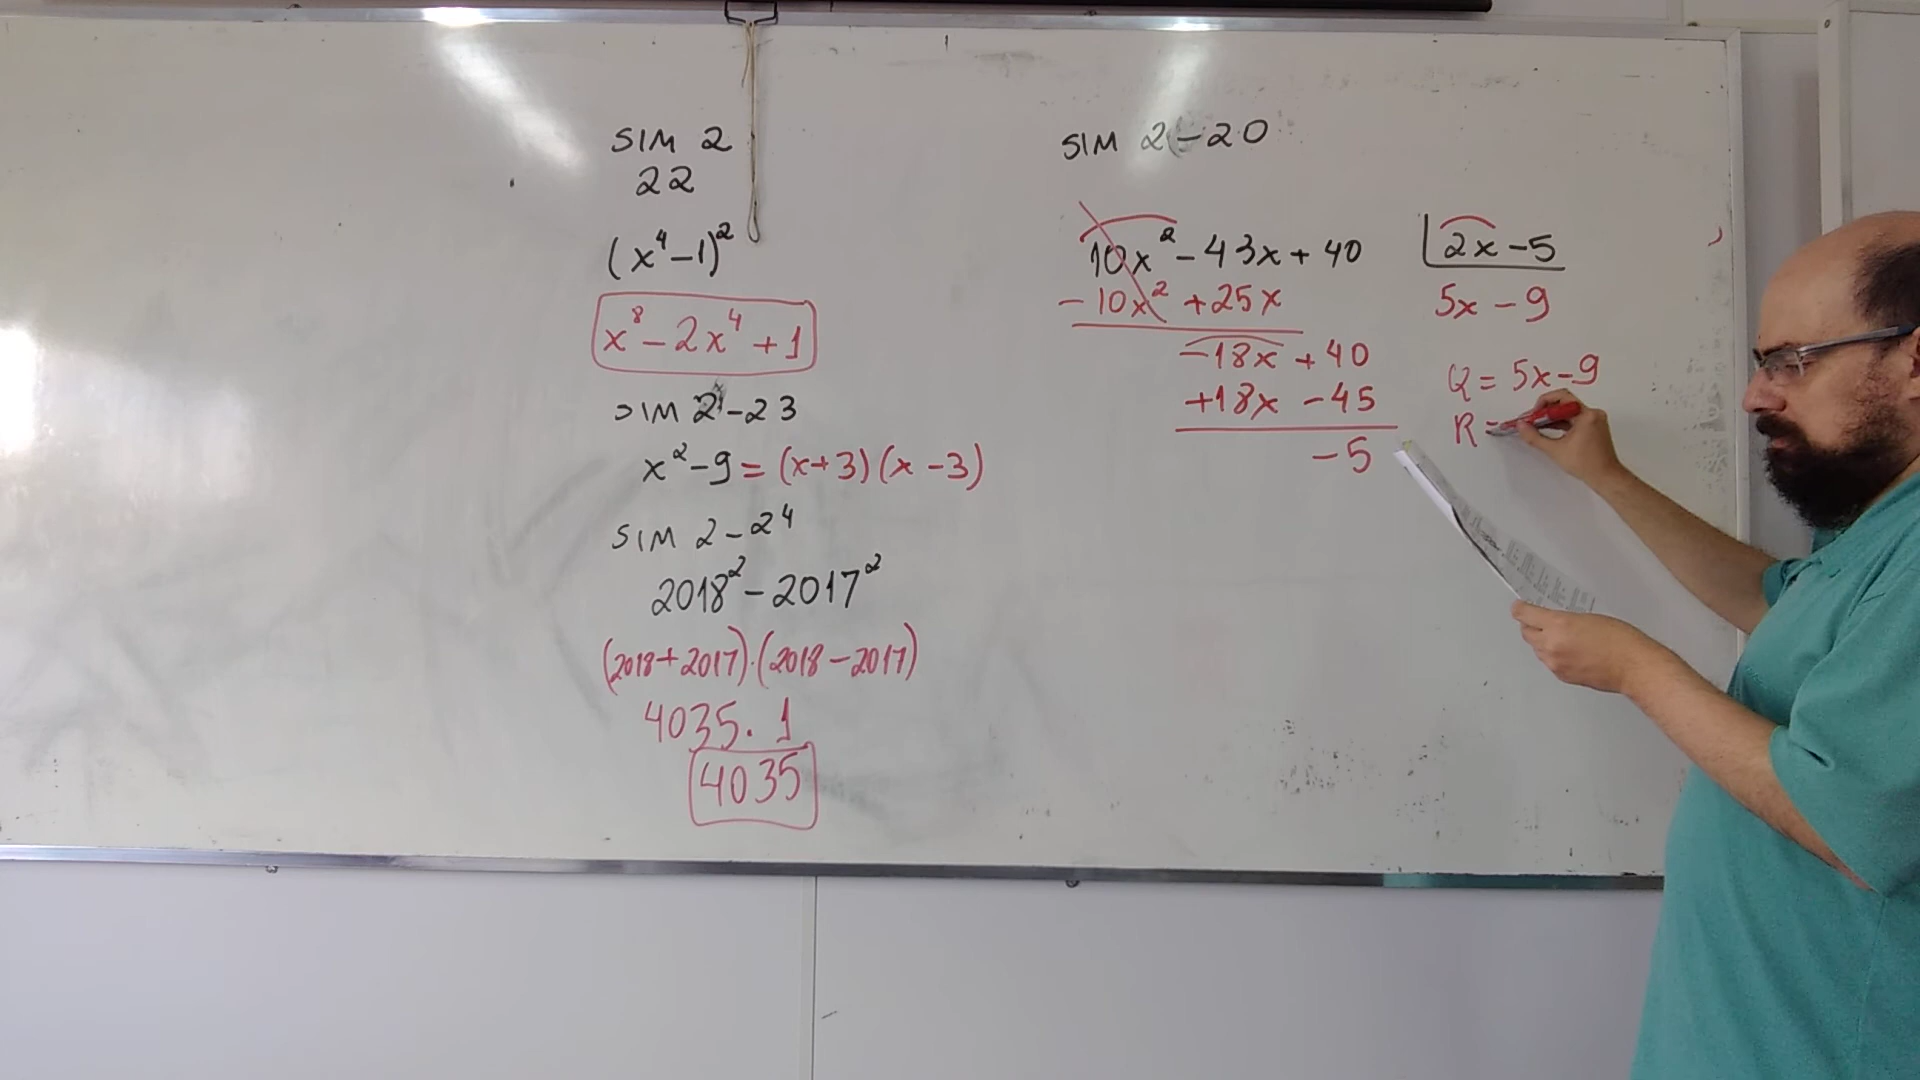 SIM 2
22
(x⁴-1)²
x⁸-2x⁴+1
SIM 2-23
x²-9=(x+3)(x-3)
SIM 2-24
2018²-2017²
(2018+2017).(2018-2017)
4035. 1
4035
SIM 2-20
10x²-43x+40 2x-5
-10x²+25x 5x-9
-18x+40
+18x-45
-5
Q=5x-9
R=